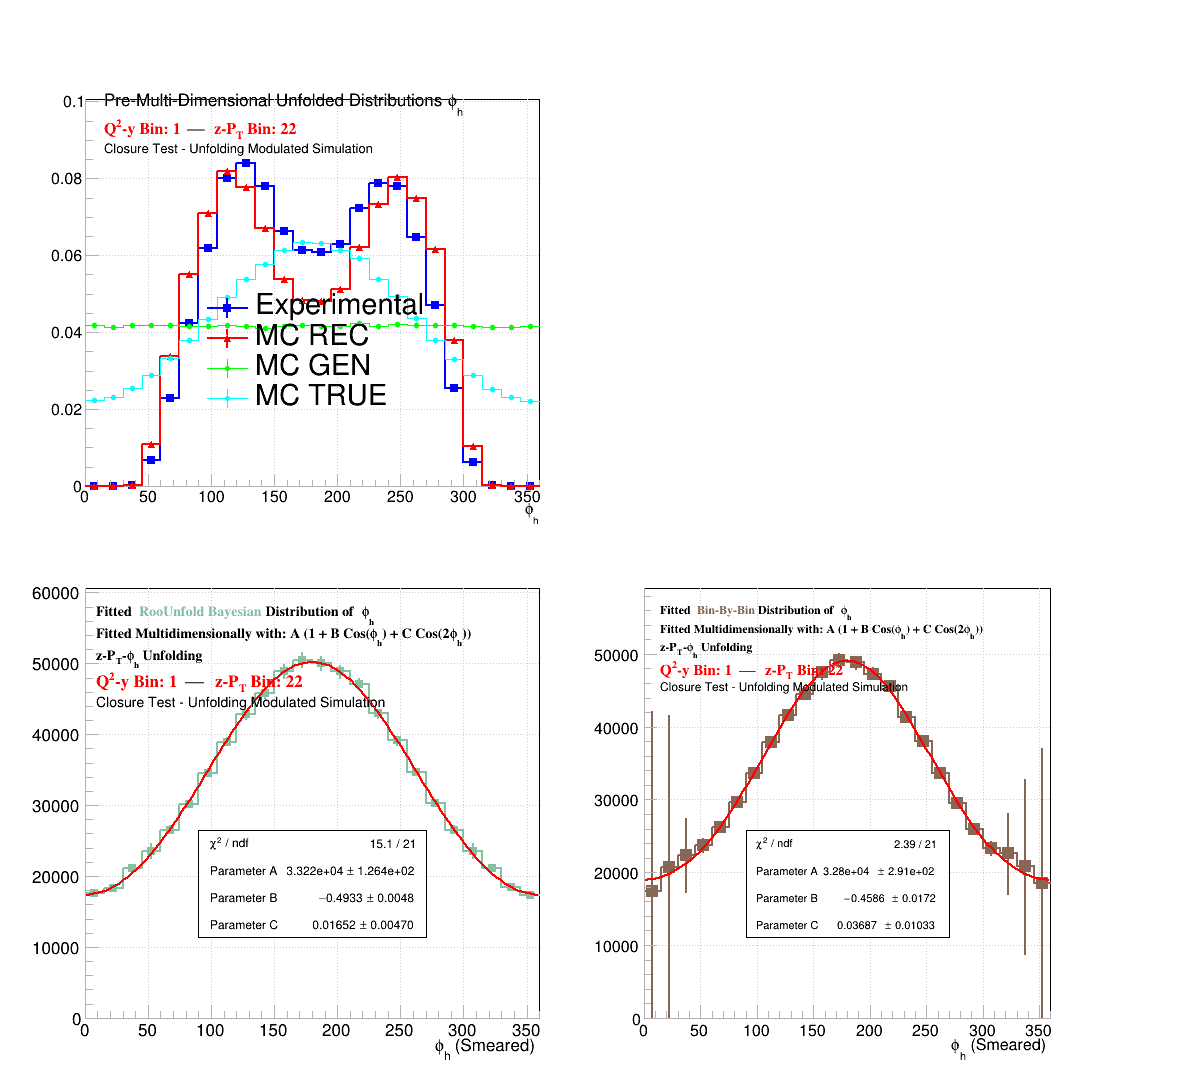 Pre-Multi-Dimensional Unfolded Distributions ϕh
Q2-y Bin: 1 — z-PT Bin: 22
Closure Test - Unfolding Modulated Simulation
0.1
0.08
0.06
0.04
0.02
0
Experimental
MC REC
MC GEN
MC TRUE
0 50 100 150 200 250 300 350
ϕh
Fitted RooUnfold Bayesian Distribution of ϕh
Fitted Multidimensionally with: A (1 + B Cos(ϕh) + C Cos(2ϕh))
z-PT-ϕh Unfolding
Q2-y Bin: 1 — z-PT Bin: 22
Closure Test - Unfolding Modulated Simulation
60000
50000
40000
30000
20000
10000
0
χ2 / ndf 15.1 / 21
Parameter A 3.322e+04 ± 1.264e+02
Parameter B −0.4933 ± 0.0048
Parameter C 0.01652 ± 0.00470
0 50 100 150 200 250 300 350
ϕh (Smeared)
Fitted Bin-By-Bin Distribution of ϕh
Fitted Multidimensionally with: A (1 + B Cos(ϕh) + C Cos(2ϕh))
z-PT-ϕh Unfolding
Q2-y Bin: 1 — z-PT Bin: 22
Closure Test - Unfolding Modulated Simulation
50000
40000
30000
20000
10000
0
χ2 / ndf 2.39 / 21
Parameter A 3.28e+04 ± 2.91e+02
Parameter B −0.4586 ± 0.0172
Parameter C 0.03687 ± 0.01033
0 50 100 150 200 250 300 350
ϕh (Smeared)